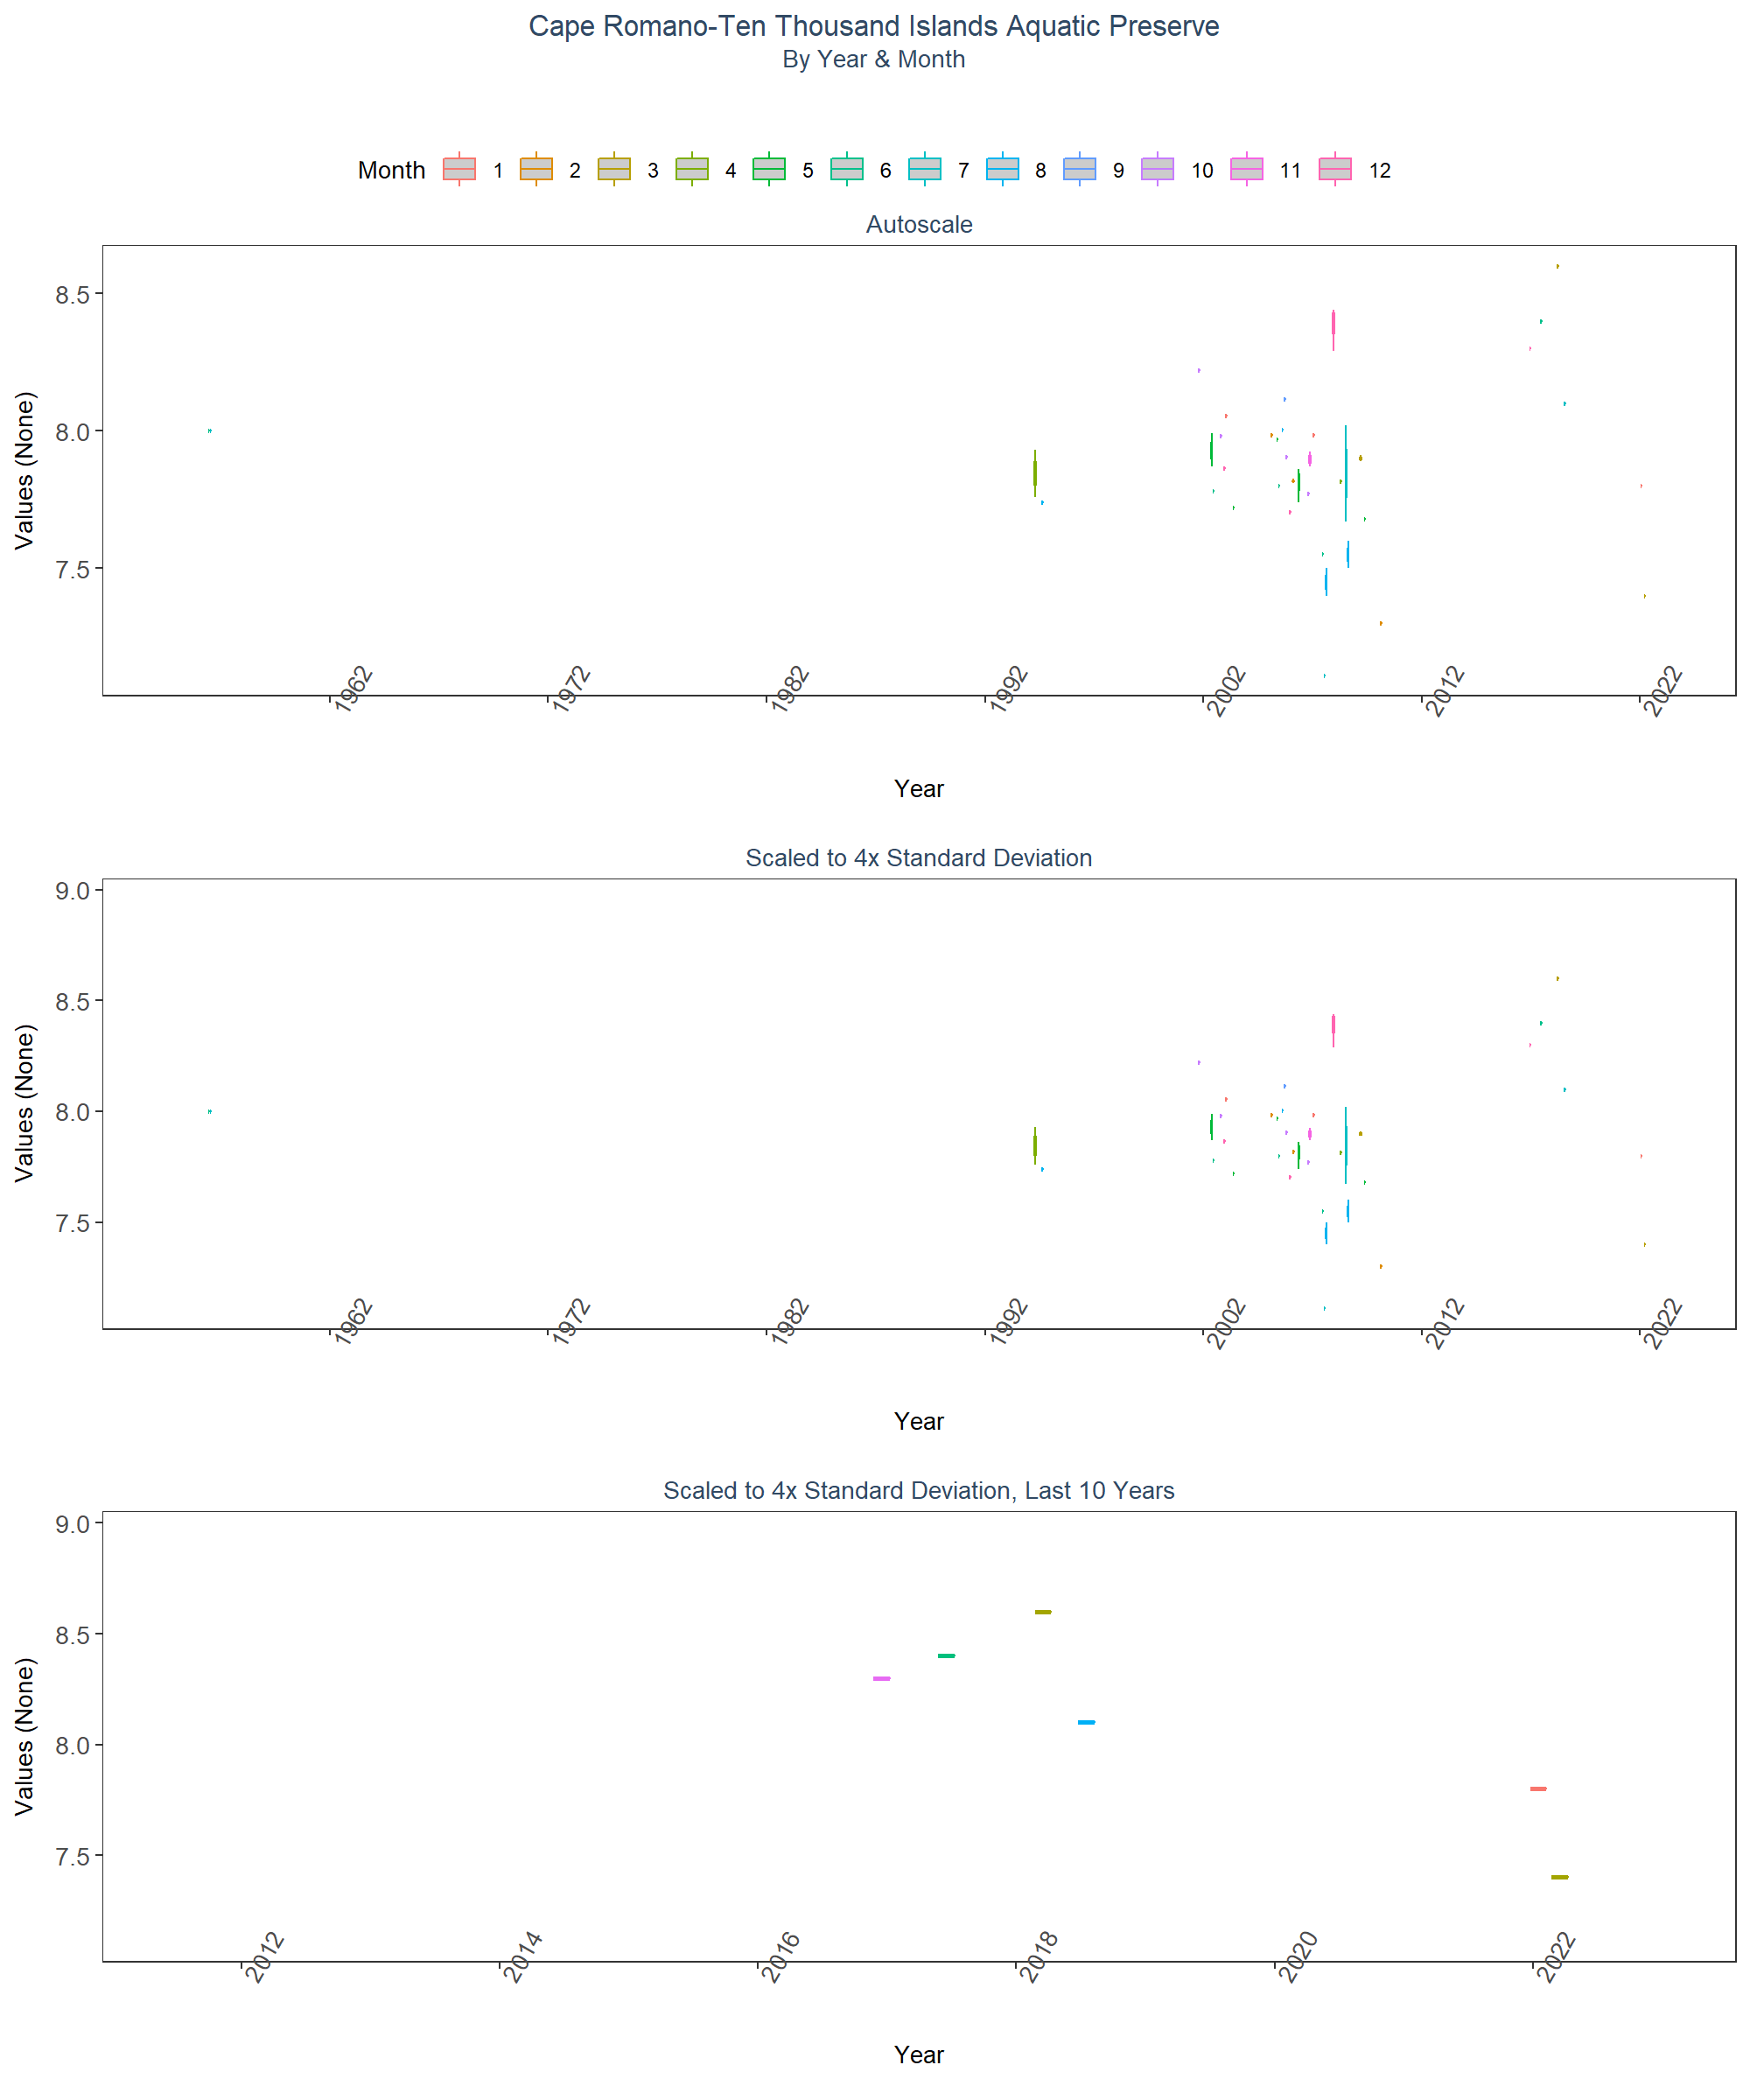 Cape Romano-Ten Thousand Islands Aquatic Preserve
By Year & Month
Month 1 2 3 4 5 6 7 8 9 10 11 12
Autoscale
Values (None)
8.5
8.0
7.5
1962 1972 1982 1992 2002 2012 2022
Year
Scaled to 4x Standard Deviation
Values (None)
9.0
8.5
8.0
7.5
1962 1972 1982 1992 2002 2012 2022
Year
Scaled to 4x Standard Deviation, Last 10 Years
Values (None)
9.0
8.5
8.0
7.5
2012 2014 2016 2018 2020 2022
Year